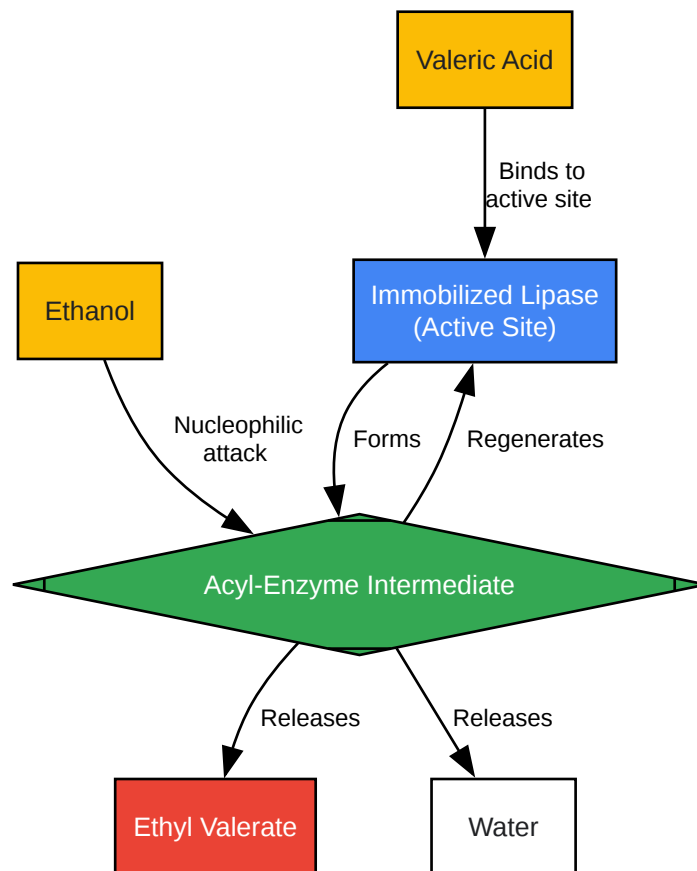 Valeric Acid
Binds to
active site
Ethanol
Immobilized Lipase
(Active Site)
Nucleophilic
attack
Forms
Regenerates
Acyl-Enzyme Intermediate
Releases
Releases
Ethyl Valerate
Water